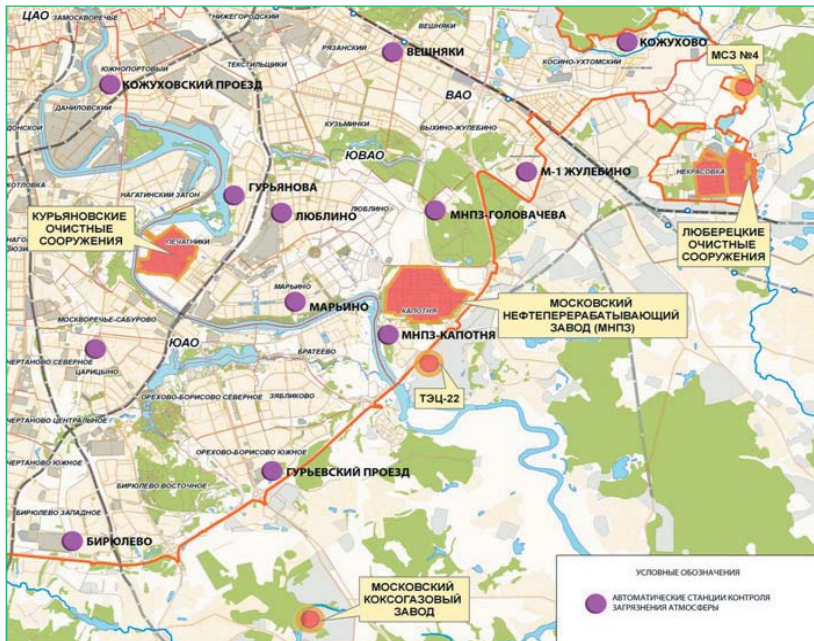 ЦАО
ЗАМОСКВОРЕЧЬЕ
НИЖЕГОРОДСКИЙ
ВЕШНЯКИ
РЯЗАНСКИЙ
ВЕШНЯКИ
КОЖУХОВО
КОСИНО-УХТОМСКИЙ
МСЗ №4
ЮЖНОПОРТОВЫЙ
ТЕКСТИЛЬЩИКИ
КОЖУХОВСКИЙ ПРОЕЗД
ВАО
ДАНИЛОВСКИЙ
ДОНСКОЙ
КУЗЬМИНКИ
ВЫХИНО-ЖУЛЕБИНО
ЮВАО
М-1 ЖУЛЕВИНО
НЕКРАСОВКА
КОТЛОВКА
НАГАТИНСКИЙ ЗАТОН
ГУРЬЯНОВА
ЛЮБЛИНО
ЛЮБЛИНО
МНПЗ-ГОЛОВАЧЕВА
КУРЬЯНОВСКИЕ
ОЧИСТНЫЕ
СООРУЖЕНИЯ
ПЕЧАТНИКИ
ЛЮБЕРЕЦКИЕ
ОЧИСТНЫЕ
СООРУЖЕНИЯ
МАРЬИНО
МАРЬИНО
КАПОТНЯ
МОСКОВСКИЙ
НЕФТЕПЕРЕРАБАТЫВАЮЩИЙ
ЗАВОД (МНПЗ)
МОСКВОРЕЧЬЕ-САБУРОВО
МНПЗ-КАПОТНЯ
ЮАО
БРАТЕЕВО
ЧЕРТАНОВО СЕВЕРНОЕ
ЦАРИЦЫНО
ТЭЦ-22
ОРЕХОВО-БОРИСОВО СЕВЕРНОЕ
ЗЯБЛИКОВО
ЧЕРТАНОВО ЦЕНТРАЛЬНОЕ
ОРЕХОВО-БОРИСОВО ЮЖНОЕ
ЧЕРТАНОВО ЮЖНОЕ
ГУРЬЕВСКИЙ ПРОЕЗД
БИРЮЛЕВО ВОСТОЧНОЕ
БИРЮЛЕВО ЗАПАДНОЕ
БИРЮЛЕВО
МОСКОВСКИЙ
КОКСОГАЗОВЫЙ
ЗАВОД
УСЛОВНЫЕ ОБОЗНАЧЕНИЯ
АВТОМАТИЧЕСКИЕ СТАНЦИИ КОНТРОЛЯ
ЗАГРЯЗНЕНИЯ АТМОСФЕРЫ